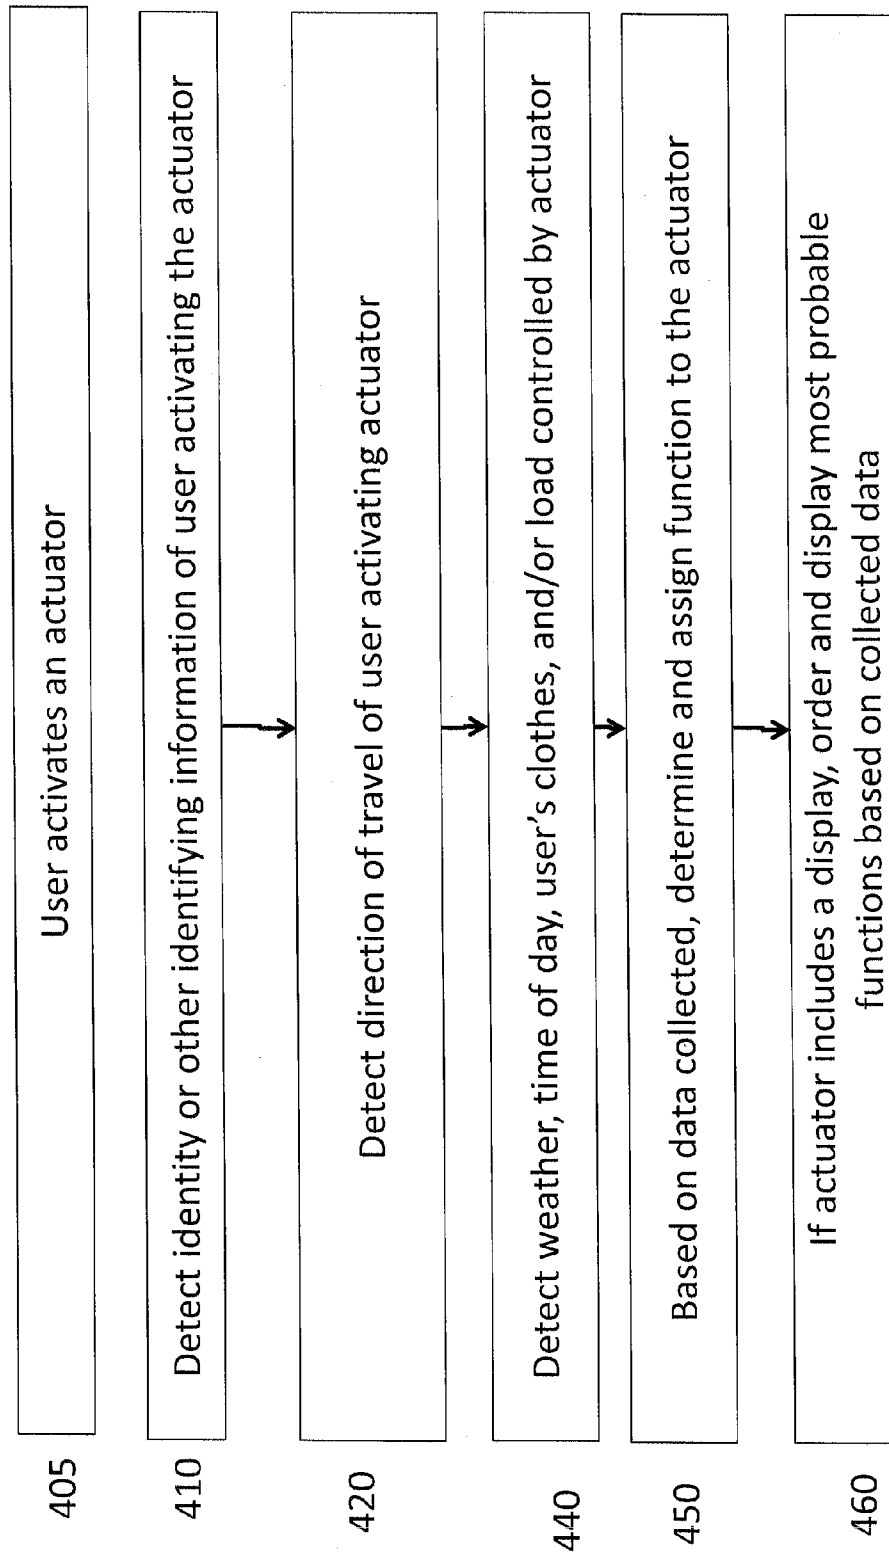 405
User activates an actuator
410
Detect identity or other identifying information of user activating the actuator
420
Detect direction of travel of user activating actuator
440
Detect weather, time of day, user's clothes, and/or load controlled by actuator
450
Based on data collected, determine and assign function to the actuator
460
If actuator includes a display, order and display most probable
functions based on collected data